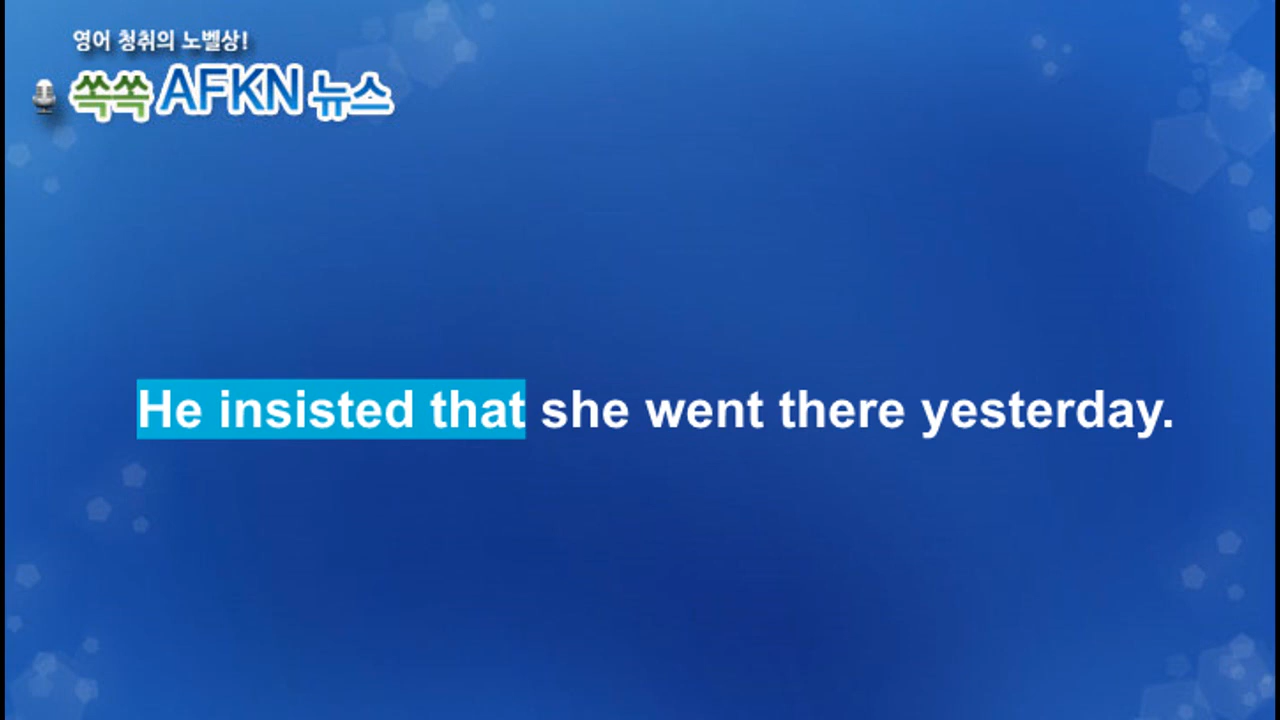 영어 청취의 노벨상!
쏙쏙 AFKN 뉴스
He insisted that she went there yesterday.